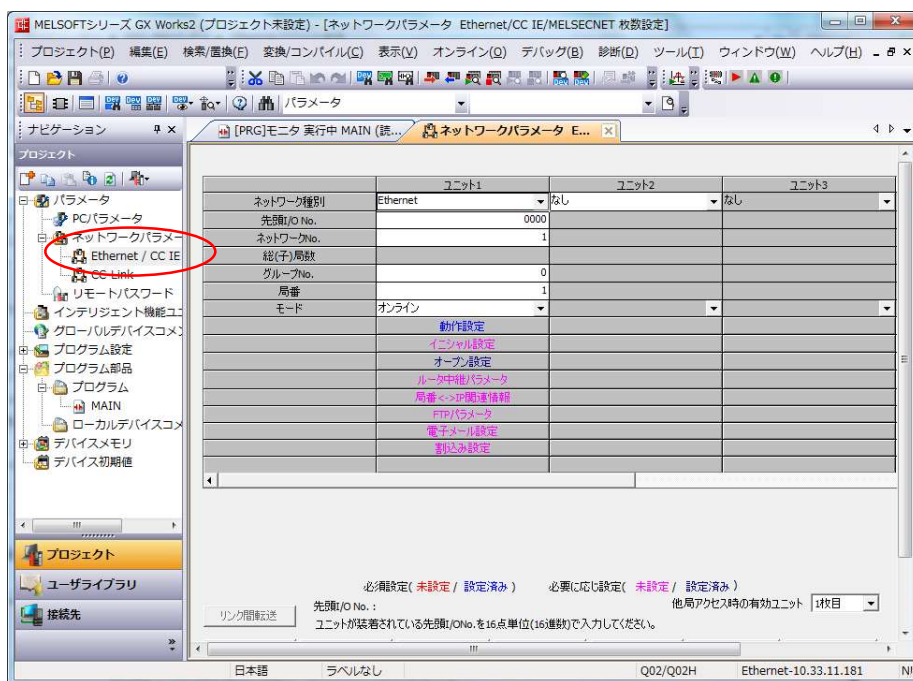 MELSOFTシリーズ GX Works2 (プロジェクト未設定) - [ネットワークパラメータ Ethernet/CC IE/MELSECNET 枚数設定]
プロジェクト(P) 編集(E) 検索/置換(F) 変換/コンパイル(C) 表示(V) オンライン(O) デバッグ(B) 診断(D) ツール(T) ウィンドウ(W) ヘルプ(H)
パラメータ
ナビゲーション
[PRG]モニタ 実行中 MAIN (読... ネットワークパラメータ E...
プロジェクト
パラメータ
PCパラメータ
ネットワークパラメー
Ethernet / CC IE
CC-Link
リモートパスワード
インテリジェント機能ユニ
グローバルデバイスコメン
プログラム設定
プログラム部品
プログラム
MAIN
ローカルデバイスコメ
デバイスメモリ
デバイス初期値
プロジェクト
ユーザライブラリ
接続先
ユニット1 ユニット2 ユニット3
ネットワーク種別 Ethernet なし なし
先頭I/O No. 0000
ネットワークNo. 1
総(子)局数
グループNo. 0
局番 1
モード オンライン
動作設定
イニシャル設定
オープン設定
ルータ中継パラメータ
局番<->IP関連情報
FTPパラメータ
電子メール設定
割込み設定
必須設定( 未設定 / 設定済み ) 必要に応じ設定( 未設定 / 設定済み )
リンク間転送 先頭I/O No. : 他局アクセス時の有効ユニット 1枚目
ユニットが装着されている先頭I/ONo.を16点単位(16進数)で入力してください。
日本語 ラベルなし Q02/Q02H Ethernet-10.33.11.181